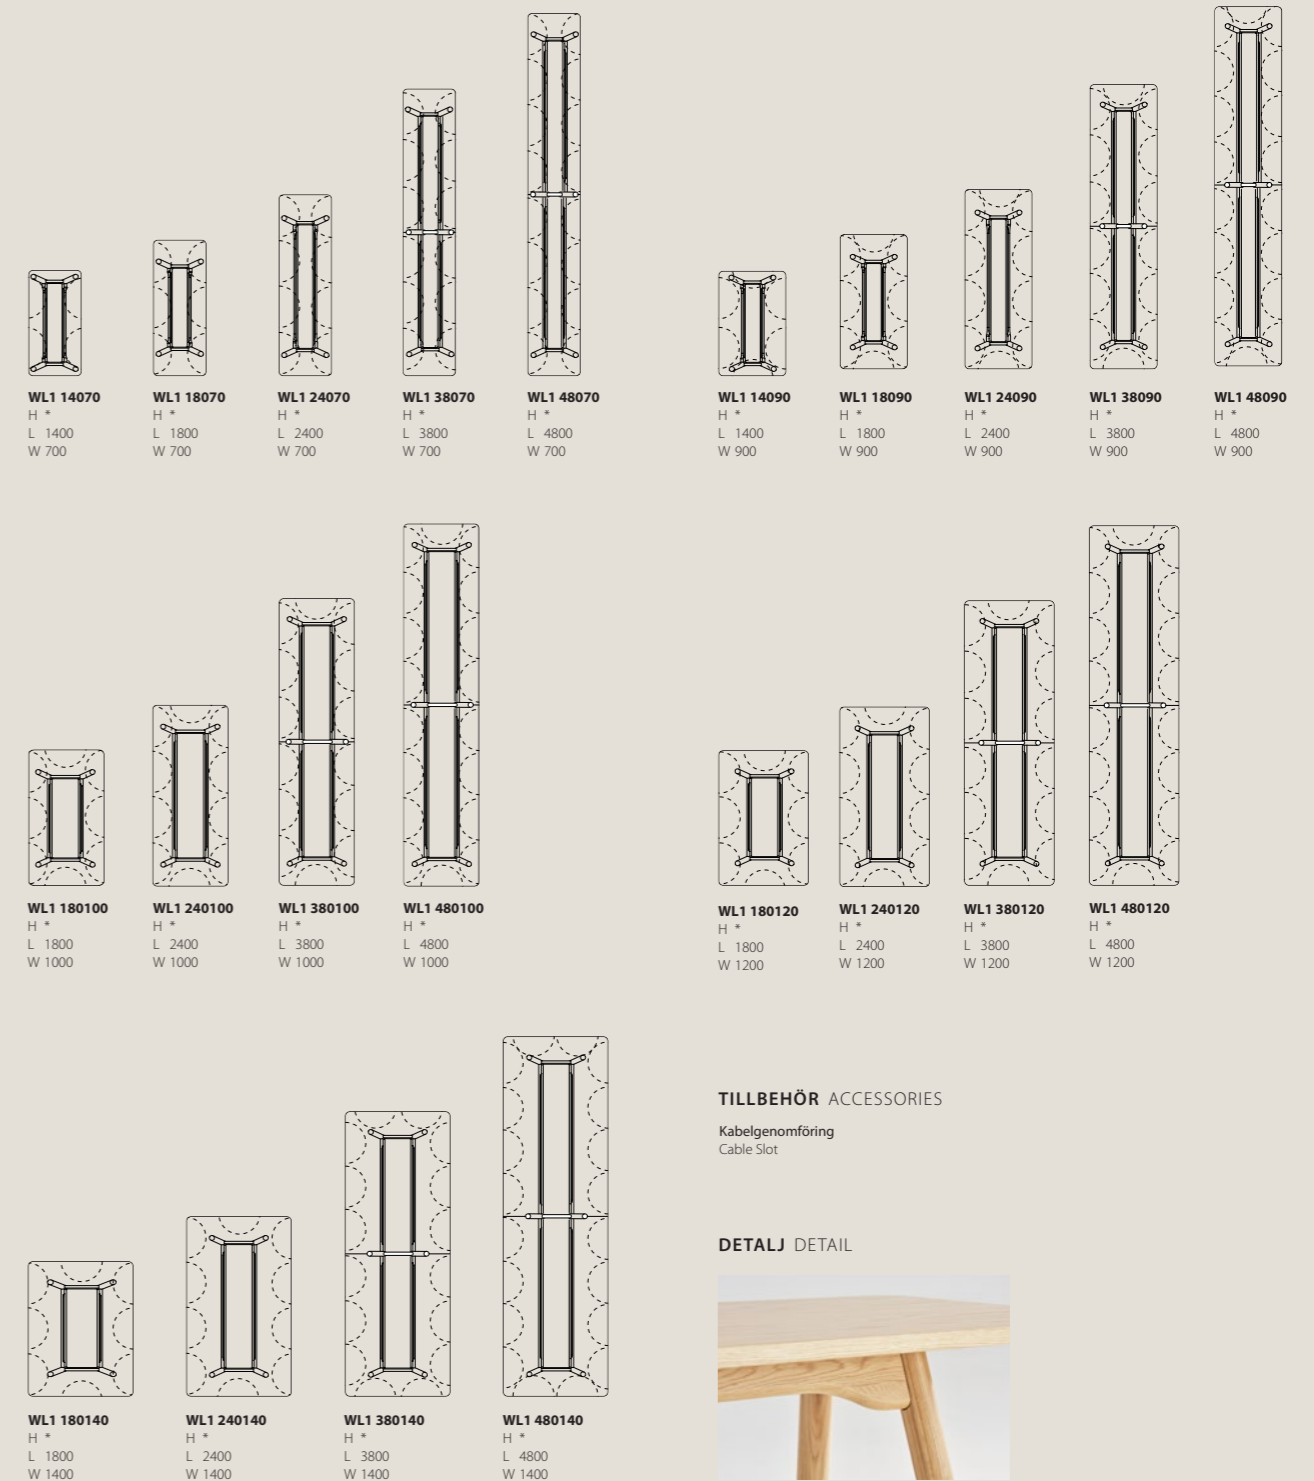 WL1 14070
H *
L 1400
W 700
WL1 18070
H *
L 1800
W 700
WL1 24070
H *
L 2400
W 700
WL1 38070
H *
L 3800
W 700
WL1 48070
H *
L 4800
W 700
WL1 14090
H *
L 1400
W 900
WL1 18090
H *
L 1800
W 900
WL1 24090
H *
L 2400
W 900
WL1 38090
H *
L 3800
W 900
WL1 48090
H *
L 4800
W 900
WL1 180100
H *
L 1800
W 1000
WL1 240100
H *
L 2400
W 1000
WL1 380100
H *
L 3800
W 1000
WL1 480100
H *
L 4800
W 1000
WL1 180120
H *
L 1800
W 1200
WL1 240120
H *
L 2400
W 1200
WL1 380120
H *
L 3800
W 1200
WL1 480120
H *
L 4800
W 1200
WL1 180140
H *
L 1800
W 1400
WL1 240140
H *
L 2400
W 1400
WL1 380140
H *
L 3800
W 1400
WL1 480140
H *
L 4800
W 1400
TILLBEHÖR ACCESSORIES
Kabelgenomföring
Cable Slot
DETALJ DETAIL